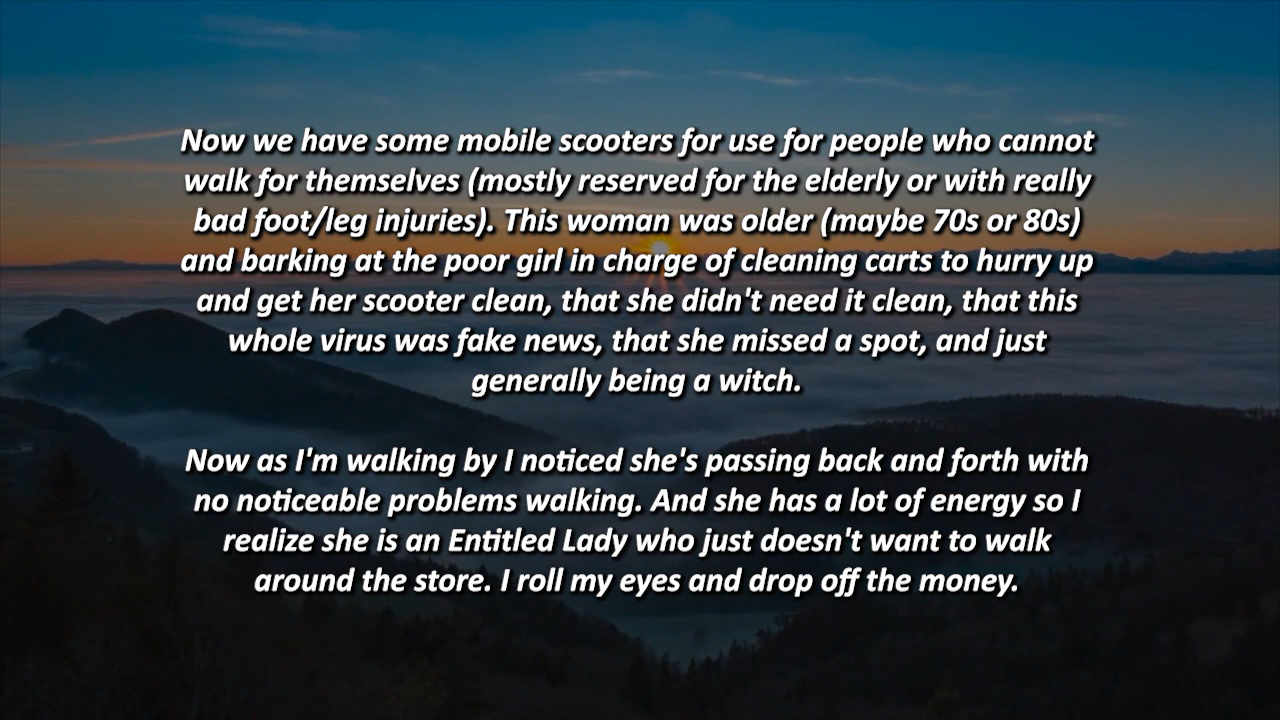 Now we have some mobile scooters for use for people who cannot
walk for themselves (mostly reserved for the elderly or with really
bad foot/leg injuries). This woman was older (maybe 70s or 80s)
and barking at the poor girl in charge of cleaning carts to hurry up
and get her scooter clean, that she didn't need it clean, that this
whole virus was fake news, that she missed a spot, and just
generally being a witch.
Now as I'm walking by I noticed she's passing back and forth with
no noticeable problems walking. And she has a lot of energy so I
realize she is an Entitled Lady who just doesn't want to walk
around the store. I roll my eyes and drop off the money.